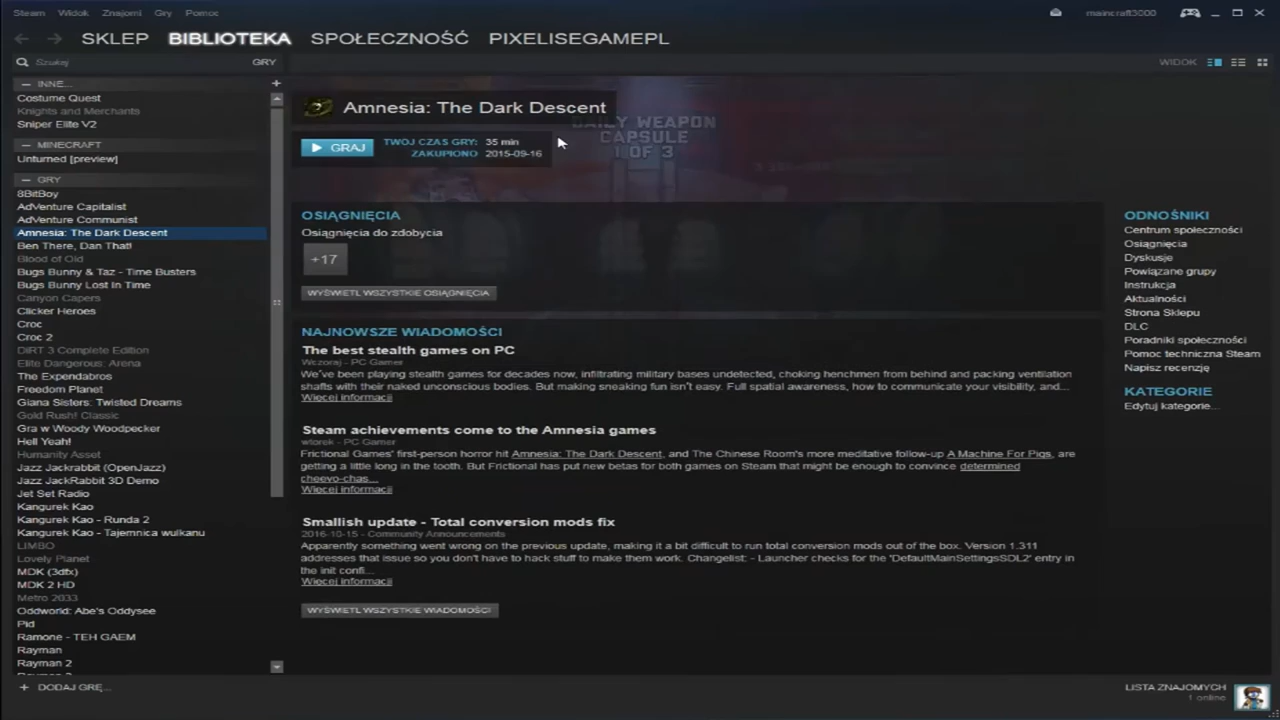 Steam Widok Znajomi Gry Pomoc
maincraft3000
SKLEP BIBLIOTEKA SPOŁECZNOŚĆ PIXELISEGAMEPL
Szukaj GRY
WIDOK
— INNE... +
Costume Quest
Knights and Merchants
Sniper Elite V2
— MINECRAFT
Unturned [preview]
— GRY
8BitBoy
AdVenture Capitalist
AdVenture Communist
Amnesia: The Dark Descent
Ben There, Dan That!
Blood of Old
Bugs Bunny & Taz - Time Busters
Bugs Bunny Lost In Time
Canyon Capers
Clicker Heroes
Croc
Croc 2
DiRT 3 Complete Edition
Elite Dangerous: Arena
The Expendabros
Freedom Planet
Giana Sisters: Twisted Dreams
Gold Rush! Classic
Gra w Woody Woodpecker
Hell Yeah!
Humanity Asset
Jazz Jackrabbit (OpenJazz)
Jazz JackRabbit 3D Demo
Jet Set Radio
Kangurek Kao
Kangurek Kao - Runda 2
Kangurek Kao - Tajemnica wulkanu
LIMBO
Lovely Planet
MDK (3dfx)
MDK 2 HD
Metro 2033
Oddworld: Abe's Oddysee
Pid
Ramone - TEH GAEM
Rayman
Rayman 2
+ DODAJ GRĘ...
Amnesia: The Dark Descent
DAILY WEAPON
CAPSULE
1 OF 3
GRAJ
TWÓJ CZAS GRY: 35 min
ZAKUPIONO 2015-09-16
OSIĄGNIĘCIA
Osiągnięcia do zdobycia
+17
WYŚWIETL WSZYSTKIE OSIĄGNIĘCIA
NAJNOWSZE WIADOMOŚCI
The best stealth games on PC
Wczoraj - PC Gamer
We've been playing stealth games for decades now, infiltrating military bases undetected, choking henchmen from behind and packing ventilation
shafts with their naked unconscious bodies. But making sneaking fun isn't easy. Full spatial awareness, how to communicate your visibility, and...
Więcej informacji
Steam achievements come to the Amnesia games
wtorek - PC Gamer
Frictional Games' first-person horror hit Amnesia: The Dark Descent, and The Chinese Room's more meditative follow-up A Machine For Pigs, are
getting a little long in the tooth. But Frictional has put new betas for both games on Steam that might be enough to convince determined
cheevo-chas...
Więcej informacji
Smallish update - Total conversion mods fix
2016-10-15 - Community Announcements
Apparently something went wrong on the previous update, making it a bit difficult to run total conversion mods out of the box. Version 1.311
addresses that issue so you don't have to hack stuff to make them work. Changelist: - Launcher checks for the 'DefaultMainSettingsSDL2' entry in
the init confi...
Więcej informacji
WYŚWIETL WSZYSTKIE WIADOMOŚCI
ODNOŚNIKI
Centrum społeczności
Osiągnięcia
Dyskusje
Powiązane grupy
Instrukcja
Aktualności
Strona Sklepu
DLC
Poradniki społeczności
Pomoc techniczna Steam
Napisz recenzję
KATEGORIE
Edytuj kategorie...
LISTA ZNAJOMYCH
1 online